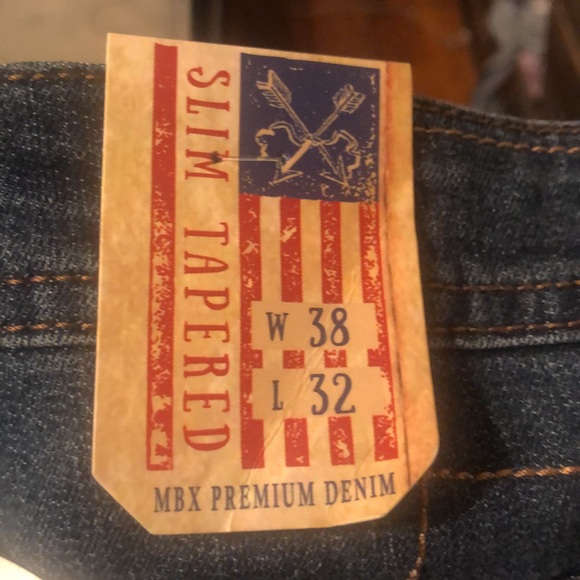 SLIM TAPERED
W 38
L 32
MBX PREMIUM DENIM